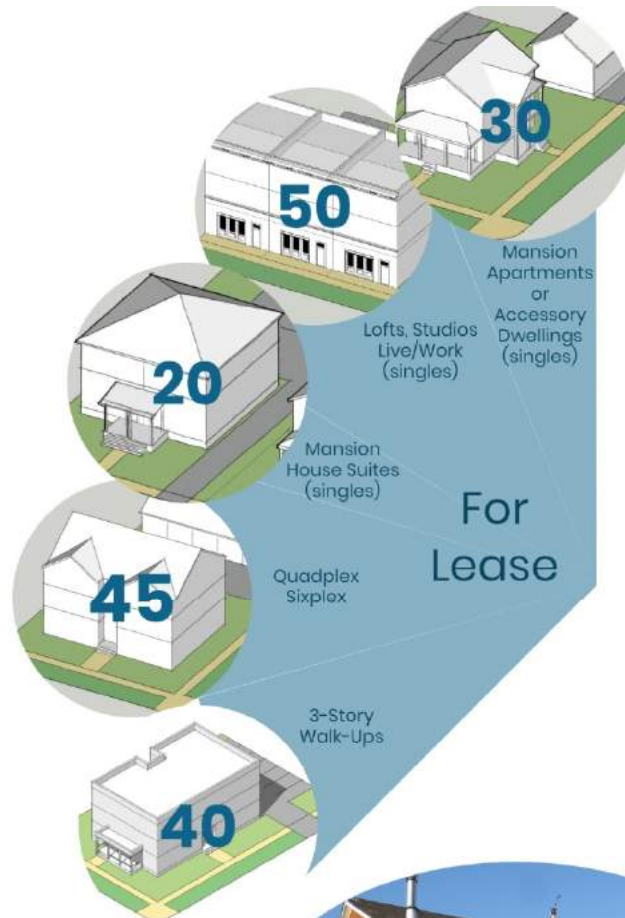 30
Mansion
Apartments
or
Accessory
Dwellings
(singles)
50
Lofts, Studios
Live/Work
(singles)
20
Mansion
House Suites
(singles)
For
Lease
45
Quadplex
Sixplex
3-Story
Walk-Ups
40